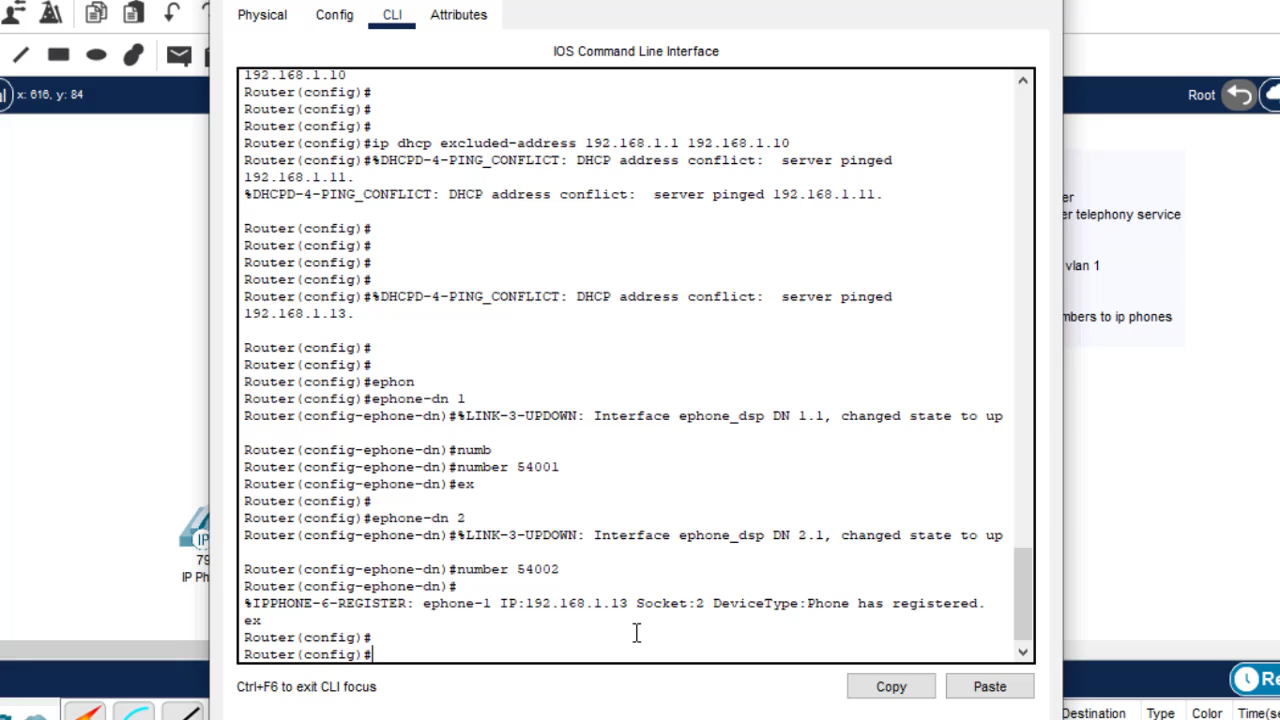 Physical Config CLI Attributes
IOS Command Line Interface
x: 616, y: 84
Root
192.168.1.10
Router(config)#
Router(config)#
Router(config)#
Router(config)#ip dhcp excluded-address 192.168.1.1 192.168.1.10
Router(config)#%DHCPD-4-PING_CONFLICT: DHCP address conflict:  server pinged
192.168.1.11.
%DHCPD-4-PING_CONFLICT: DHCP address conflict:  server pinged 192.168.1.11.
Router(config)#
Router(config)#
Router(config)#
Router(config)#
Router(config)#%DHCPD-4-PING_CONFLICT: DHCP address conflict:  server pinged
192.168.1.13.
Router(config)#
Router(config)#
Router(config)#ephon
Router(config)#ephone-dn 1
Router(config-ephone-dn)#%LINK-3-UPDOWN: Interface ephone_dsp DN 1.1, changed state to up
Router(config-ephone-dn)#numb
Router(config-ephone-dn)#number 54001
Router(config-ephone-dn)#ex
Router(config)#
Router(config)#ephone-dn 2
Router(config-ephone-dn)#%LINK-3-UPDOWN: Interface ephone_dsp DN 2.1, changed state to up
Router(config-ephone-dn)#number 54002
Router(config-ephone-dn)#
%IPPHONE-6-REGISTER: ephone-1 IP:192.168.1.13 Socket:2 DeviceType:Phone has registered.
ex
Router(config)#
Router(config)#
Ctrl+F6 to exit CLI focus
Copy
Paste
er
er telephony service
vlan 1
mbers to ip phones
IP
79
IP Ph
Re
Destination Type Color Time(se